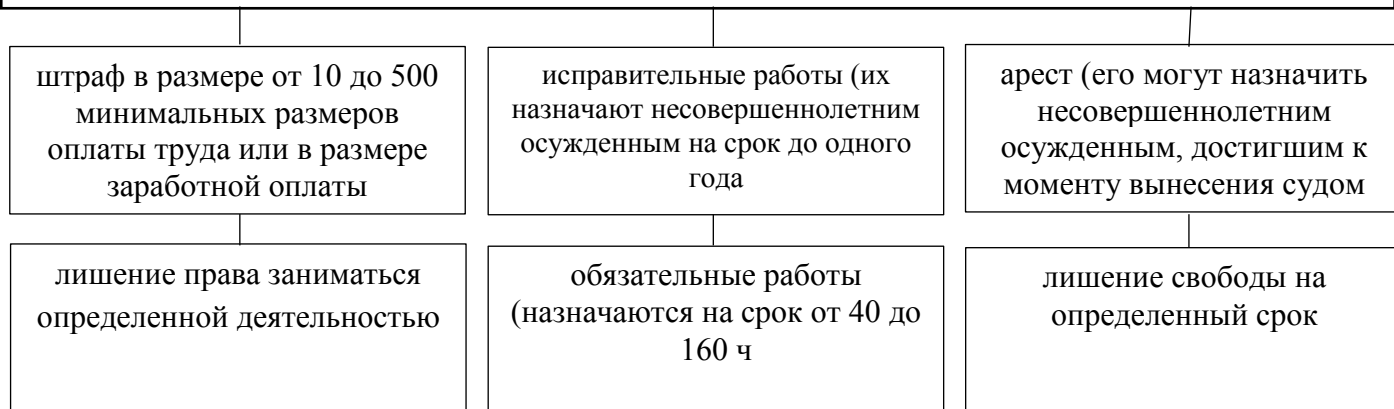 штраф в размере от 10 до 500
минимальных размеров
оплаты труда или в размере
заработной оплаты
исправительные работы (их
назначают несовершеннолетним
осужденным на срок до одного
года
арест (его могут назначить
несовершеннолетним
осужденным, достигшим к
моменту вынесения судом
лишение права заниматься
определенной деятельностью
обязательные работы
(назначаются на срок от 40 до
160 ч
лишение свободы на
определенный срок